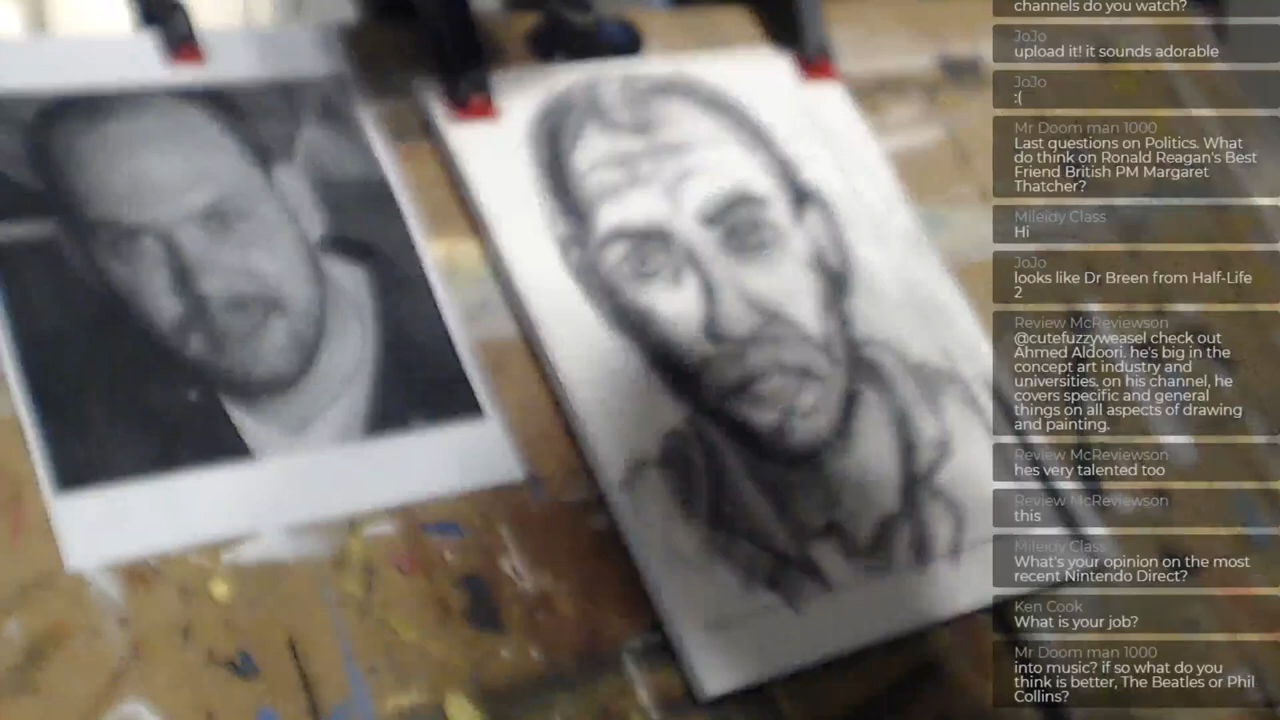 channels do you watch?
JoJo
upload it! it sounds adorable
JoJo
:(
Mr Doom man 1000
Last questions on Politics. What
do think on Ronald Reagan's Best
Friend British PM Margaret
Thatcher?
Mileidy Class
Hi
JoJo
looks like Dr Breen from Half-Life
2
Review McReviewson
@cutefuzzyweasel check out
Ahmed Aldoori. he's big in the
concept art industry and
universities. on his channel, he
covers specific and general
things on all aspects of drawing
and painting.
Review McReviewson
hes very talented too
Review McReviewson
this
Mileidy Class
What's your opinion on the most
recent Nintendo Direct?
Ken Cook
What is your job?
Mr Doom man 1000
into music? if so what do you
think is better, The Beatles or Phil
Collins?